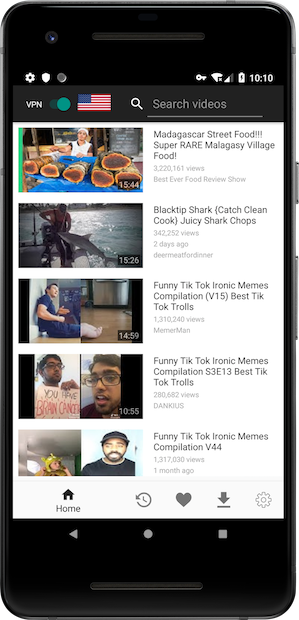 10:10
VPN
Search videos
Madagascar Street Food!!!
Super RARE Malagasy Village
Food!
3,220,161 views
Best Ever Food Review Show
15:44
Blacktip Shark {Catch Clean
Cook} Juicy Shark Chops
342,252 views
2 days ago
deermeatfordinner
15:26
Funny Tik Tok Ironic Memes
Compilation (V15) Best Tik
Tok Trolls
1,310,240 views
MemerMan
14:59
Funny Tik Tok Ironic Memes
Compilation S3E13 Best Tik
Tok Trolls
280,682 views
DANKIUS
YOU HAVE
BRAIN CANCER
10:55
Funny Tik Tok Ironic Memes
Compilation V44
1,317,030 views
1 month ago
Home